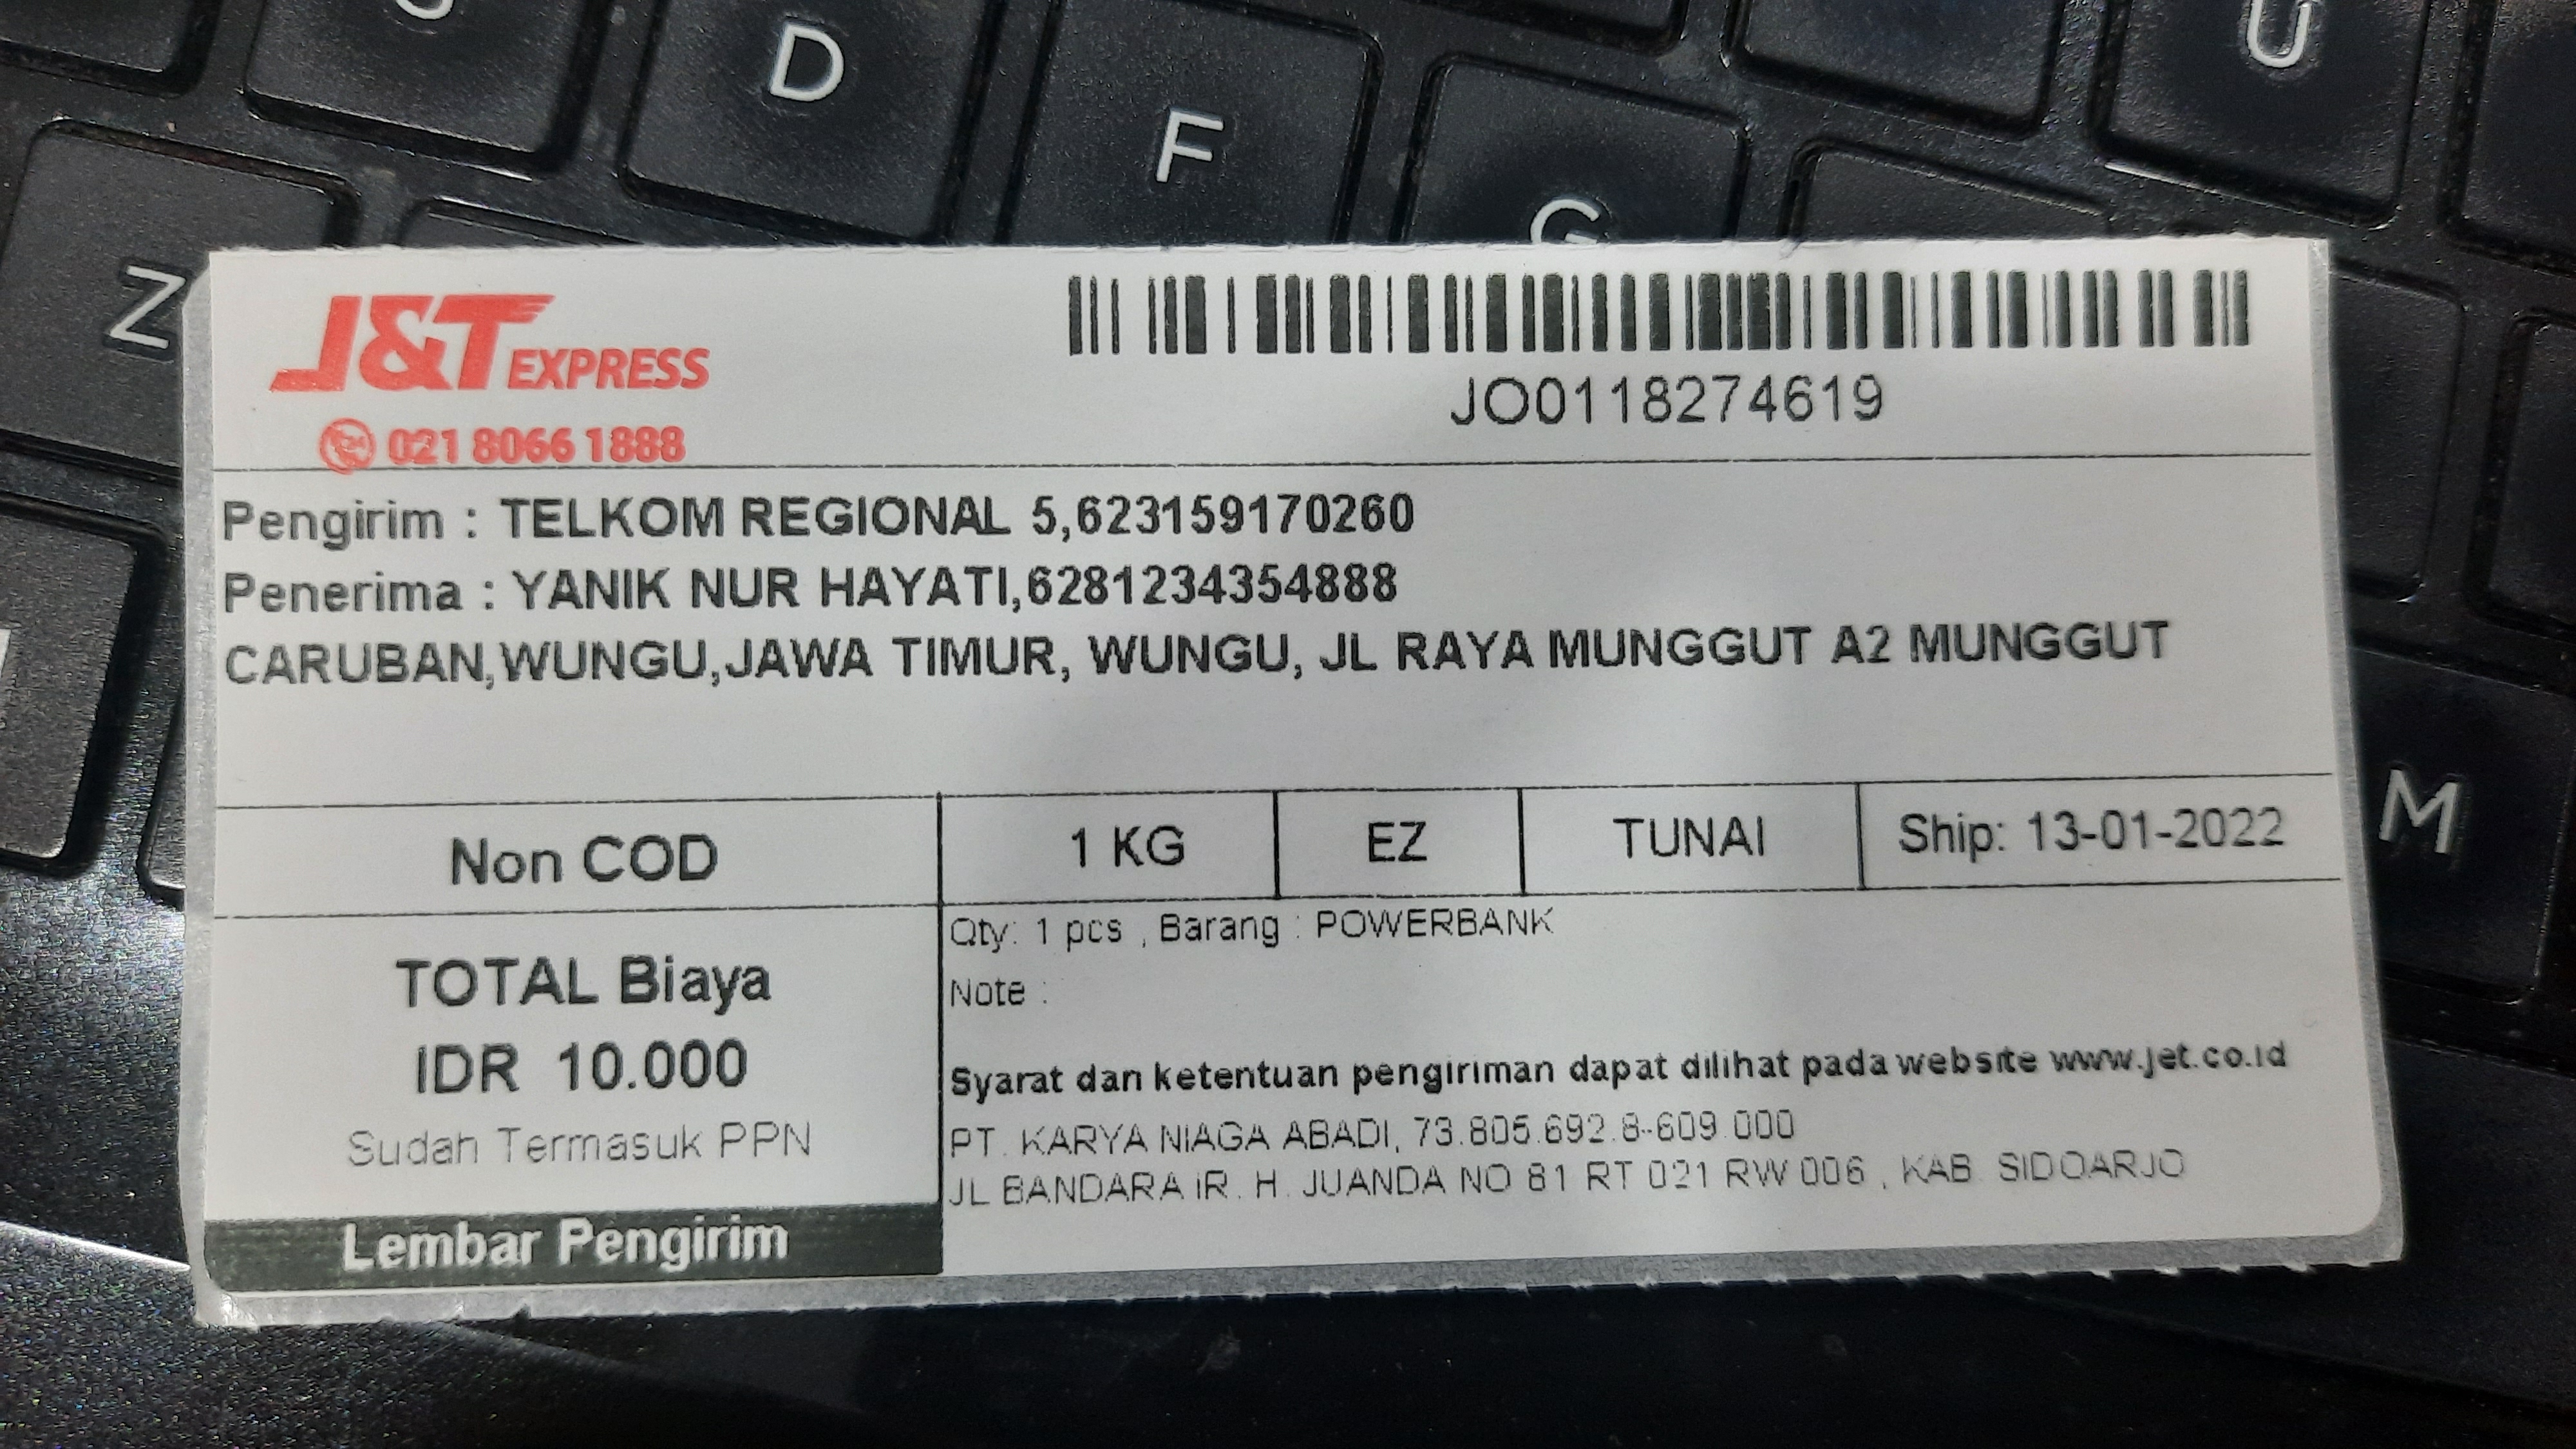 J&T EXPRESS
021 8066 1888
JO0118274619
Pengirim : TELKOM REGIONAL 5,623159170260
Penerima : YANIK NUR HAYATI,6281234354888
CARUBAN,WUNGU,JAWA TIMUR, WUNGU, JL RAYA MUNGGUT A2 MUNGGUT
Non COD
1 KG
EZ
TUNAI
Ship: 13-01-2022
TOTAL Biaya
IDR 10.000
Sudah Termasuk PPN
Lembar Pengirim
Qty: 1 pcs , Barang : POWERBANK
Note :
Syarat dan ketentuan pengiriman dapat dilihat pada website www.jet.co.id
PT. KARYA NIAGA ABADI, 73.805.692.8-609.000
JL BANDARA IR. H. JUANDA NO 81 RT 021 RW 006 , KAB. SIDOARJO
Z
D
F
G
U
M